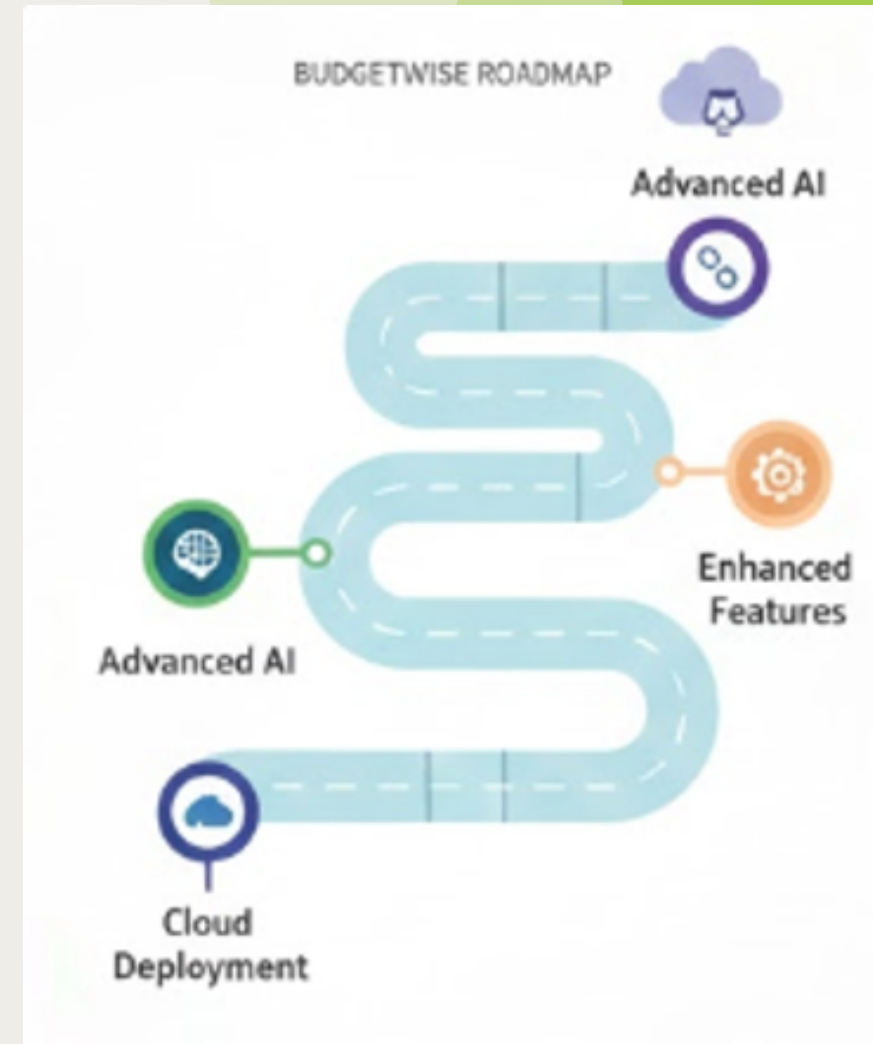 BUDGETWISE ROADMAP
Advanced AI
Enhanced
Features
Advanced AI
Cloud
Deployment